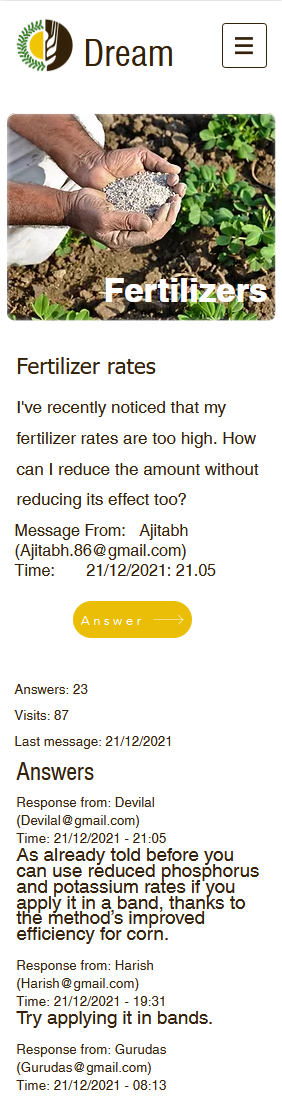 Dream
Fertilizers
Fertilizer rates
I've recently noticed that my
fertilizer rates are too high. How
can I reduce the amount without
reducing its effect too?
Message From: Ajitabh
(Ajitabh.86@gmail.com)
Time: 21/12/2021: 21.05
Answer
Answers: 23
Visits: 87
Last message: 21/12/2021
Answers
Response from: Devilal
(Devilal@gmail.com)
Time: 21/12/2021 - 21:05
As already told before you
can use reduced phosphorus
and potassium rates if you
apply it in a band, thanks to
the method's improved
efficiency for corn.
Response from: Harish
(Harish@gmail.com)
Time: 21/12/2021 - 19:31
Try applying it in bands.
Response from: Gurudas
(Gurudas@gmail.com)
Time: 21/12/2021 - 08:13